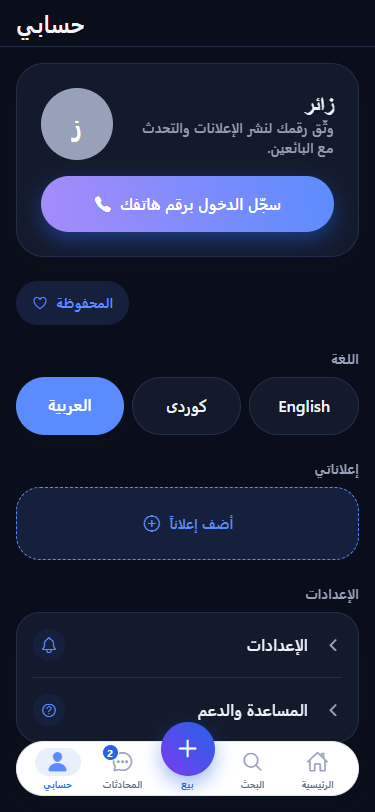 حسابي
زائر
وثّق رقمك لنشر الإعلانات والتحدث
مع البائعين.
ز
سجّل الدخول برقم هاتفك
المحفوظة
اللغة
English
كوردی
العربية
إعلاناتي
أضف إعلاناً
الإعدادات
الإعدادات
المساعدة والدعم
الرئيسية
البحث
بيع
2
المحادثات
حسابي